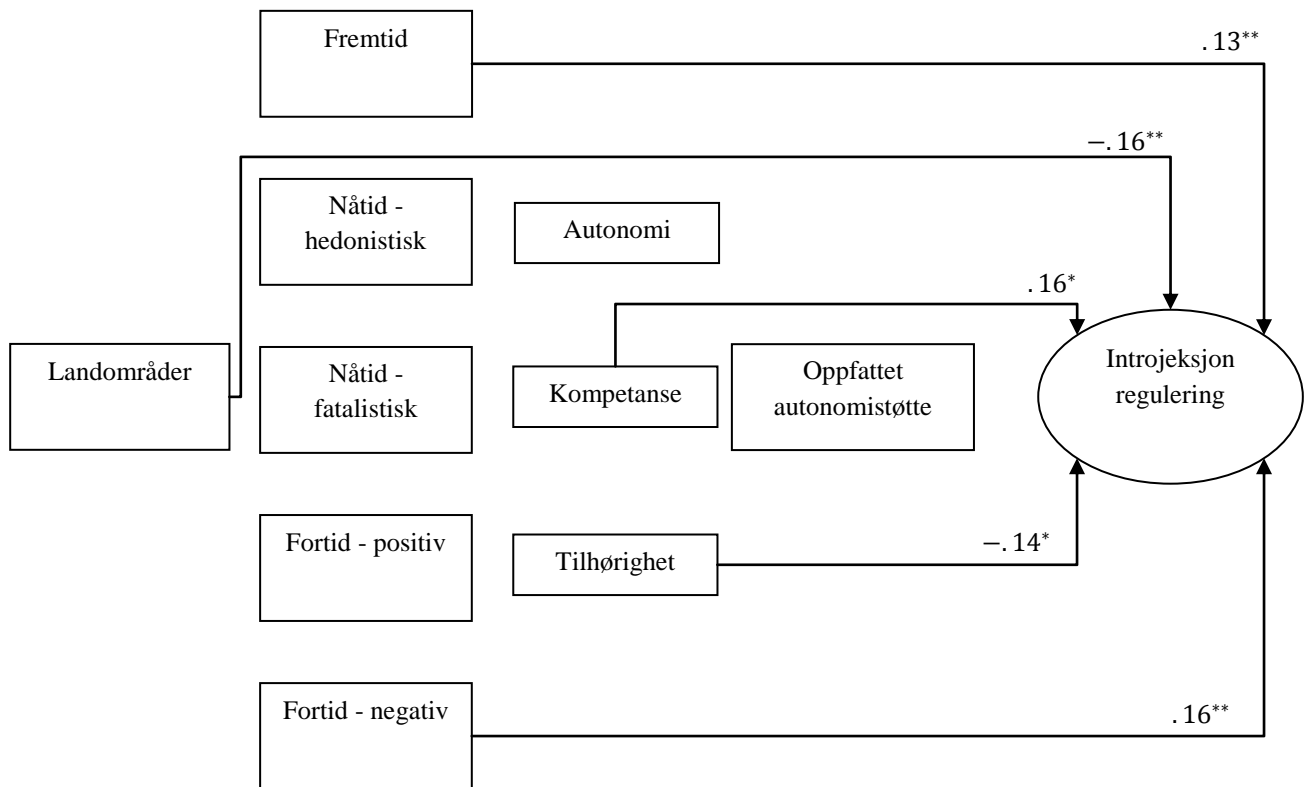 Fremtid
. 13**
−. 16**
Nåtid -
hedonistisk
Autonomi
. 16*
Landområder
Nåtid -
fatalistisk
Kompetanse
Oppfattet
autonomistøtte
Introjeksjon
regulering
Fortid - positiv
Tilhørighet
−. 14*
Fortid - negativ
. 16**